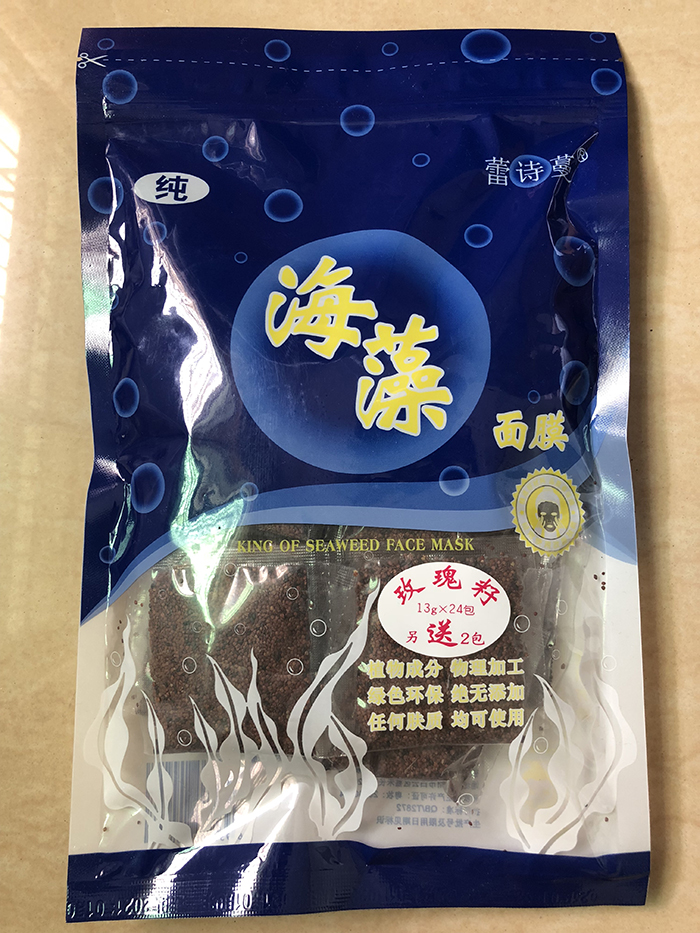 纯
蕾诗蔓®
海藻
面膜
KING OF SEAWEED FACE MASK
玫瑰籽
13g×24包
另送2包
植物成分 物理加工
绿色环保 绝无添加
任何肤质 均可使用
QB/T2872